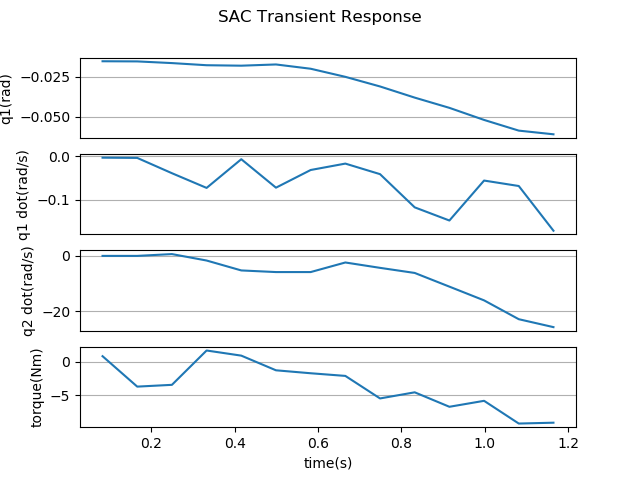 SAC Transient Response
q1(rad)
−0.025
−0.050
q1 dot(rad/s)
0.0
−0.1
q2 dot(rad/s)
0
−20
torque(Nm)
0
−5
0.2 0.4 0.6 0.8 1.0 1.2
time(s)